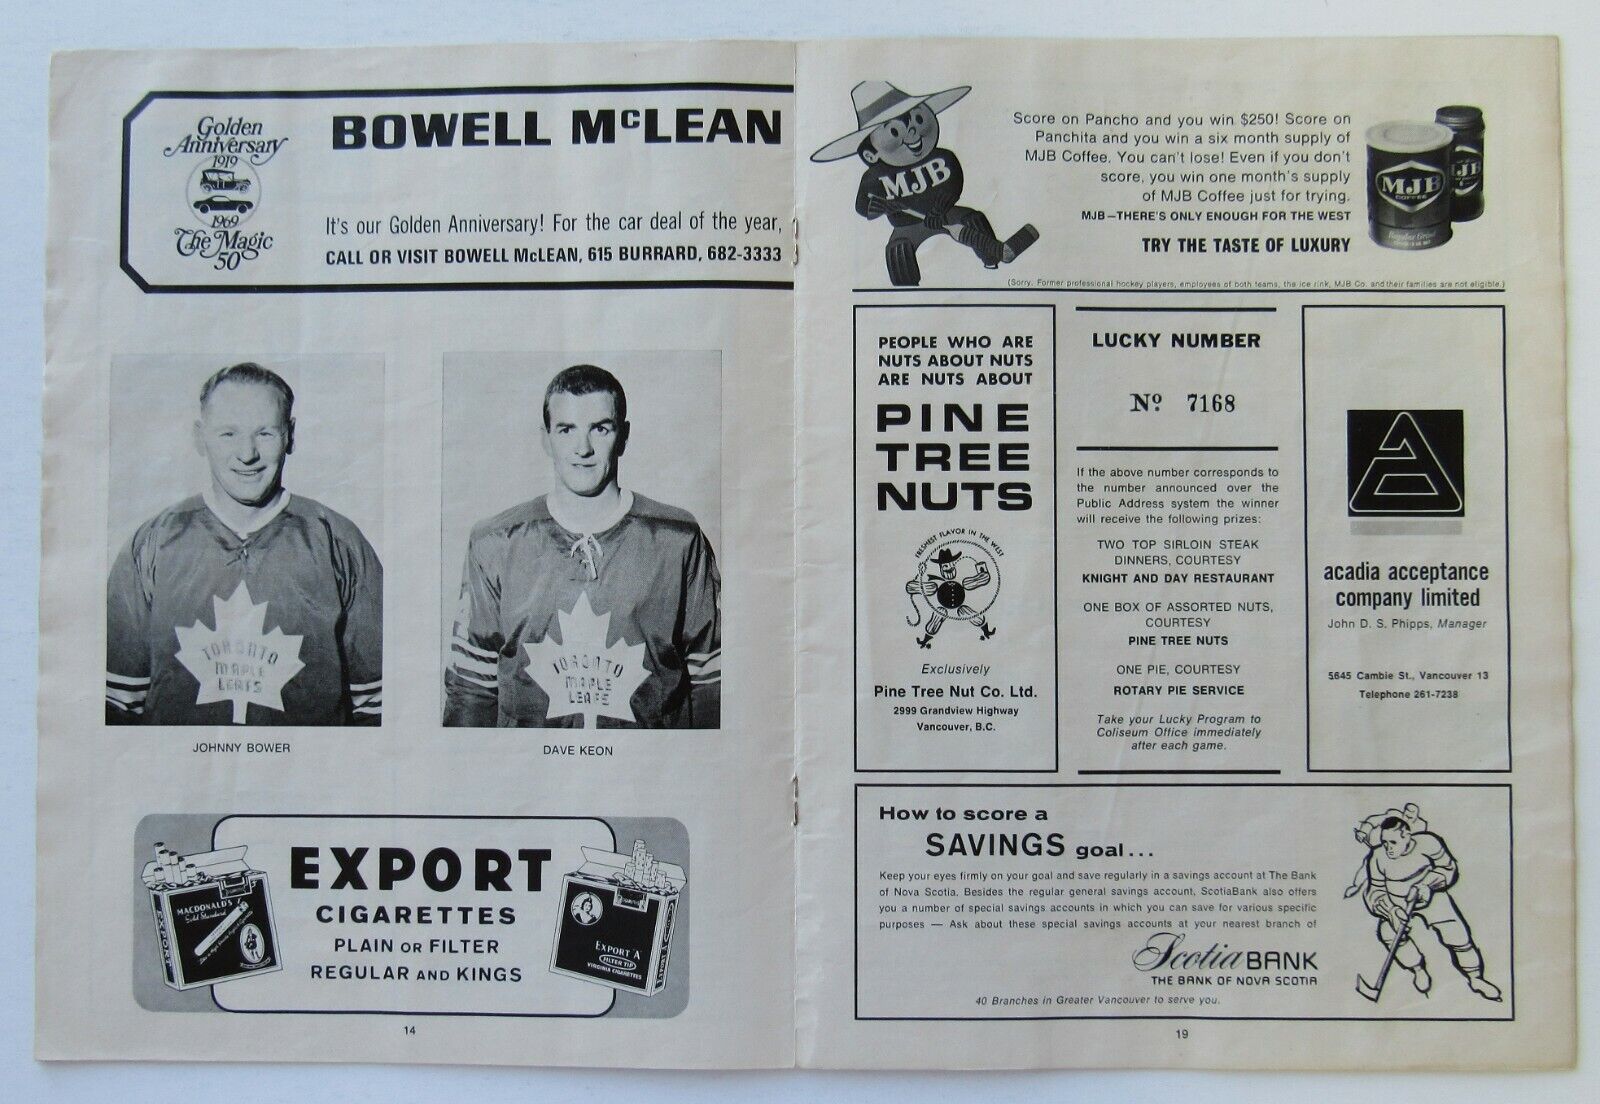 Golden
Anniversary
1919
1969
The Magic
50
BOWELL McLEAN
It's our Golden Anniversary! For the car deal of the year,
CALL OR VISIT BOWELL McLEAN, 615 BURRARD, 682-3333
TORONTO
MAPLE
LEAFS
JOHNNY BOWER
TORONTO
MAPLE
LEAFS
DAVE KEON
MACDONALD'S
Gold Standard
EXPORT
EXPORT
CIGARETTES
PLAIN OR FILTER
REGULAR AND KINGS
EXPORT "A"
FILTER TIP
VIRGINIA CIGARETTES
EXPORT A
14
MJB
Score on Pancho and you win $250! Score on
Panchita and you win a six month supply of
MJB Coffee. You can't lose! Even if you don't
score, you win one month's supply
of MJB Coffee just for trying.
MJB—THERE'S ONLY ENOUGH FOR THE WEST
TRY THE TASTE OF LUXURY
MJB
COFFEE
Regular Grind
MJB
(Sorry. Former professional hockey players, employees of both teams, the ice rink, MJB Co. and their families are not eligible.)
PEOPLE WHO ARE
NUTS ABOUT NUTS
ARE NUTS ABOUT
PINE
TREE
NUTS
FRESHEST FLAVOR IN THE WEST
Exclusively
Pine Tree Nut Co. Ltd.
2999 Grandview Highway
Vancouver, B.C.
LUCKY NUMBER
Nº 7168
If the above number corresponds to
the number announced over the
Public Address system the winner
will receive the following prizes:
TWO TOP SIRLOIN STEAK
DINNERS, COURTESY
KNIGHT AND DAY RESTAURANT
ONE BOX OF ASSORTED NUTS,
COURTESY
PINE TREE NUTS
ONE PIE, COURTESY
ROTARY PIE SERVICE
Take your Lucky Program to
Coliseum Office immediately
after each game.
acadia acceptance
company limited
John D. S. Phipps, Manager
5645 Cambie St., Vancouver 13
Telephone 261-7238
How to score a
SAVINGS goal...
Keep your eyes firmly on your goal and save regularly in a savings account at The Bank
of Nova Scotia. Besides the regular general savings account, ScotiaBank also offers
you a number of special savings accounts in which you can save for various specific
purposes — Ask about these special savings accounts at your nearest branch of
Scotia BANK
THE BANK OF NOVA SCOTIA
40 Branches in Greater Vancouver to serve you.
19